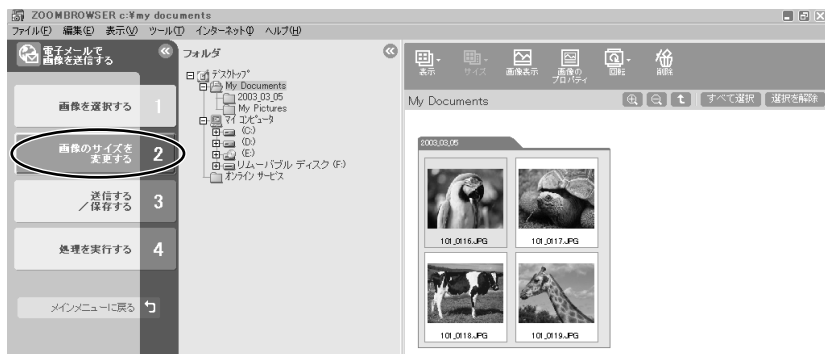 ZOOMBROWSER c:¥my documents
ファイル(F) 編集(E) 表示(V) ツール(T) インターネット(I) ヘルプ(H)
電子メールで
画像を送信する
画像を選択する 1
画像のサイズを
変更する 2
送信する
／保存する 3
処理を実行する 4
メインメニューに戻る
フォルダ
デスクトップ
My Documents
2003_03_05
My Pictures
マイ コンピュータ
(C:)
(D:)
(E:)
リムーバブル ディスク (F:)
オンライン サービス
表示 サイズ 画像表示 画像の
プロパティ 回転 削除
My Documents すべて選択 選択を解除
2003_03_05
101_0116.JPG 101_0117.JPG
101_0118.JPG 101_0119.JPG